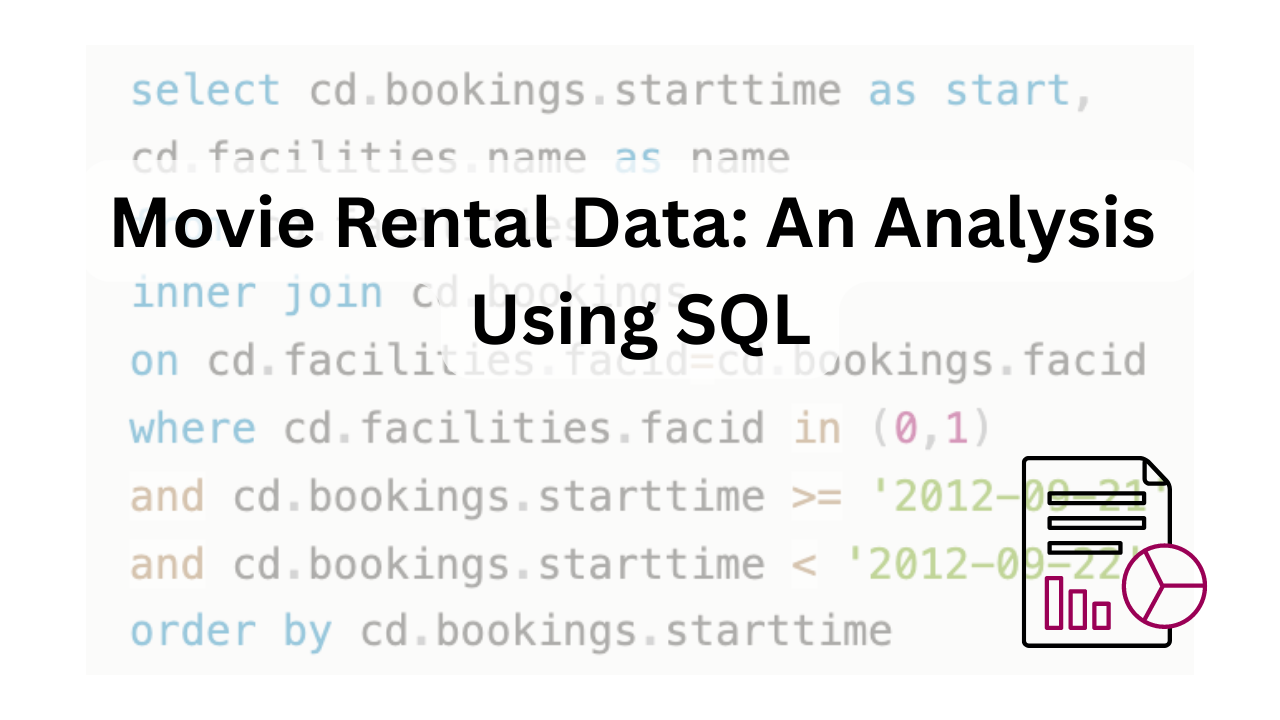 select cd.bookings.starttime as start,
cd.facilities.name as name
Movie Rental Data: An Analysis
inner join cd.bookings
Using SQL
on cd.facilities.facid=cd.bookings.facid
where cd.facilities.facid in (0,1)
and cd.bookings.starttime >= '2012-09-21'
and cd.bookings.starttime < '2012-09-22'
order by cd.bookings.starttime